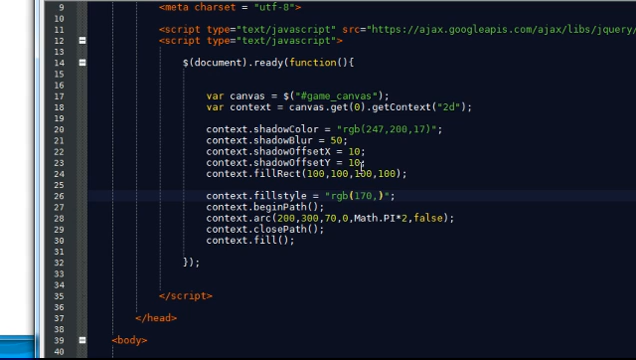 9 <meta charset = "utf-8">
10
11 <script type="text/javascript" src="https://ajax.googleapis.com/ajax/libs/jquery/
12 <script type="text/javascript">
13
14 $(document).ready(function(){
15
16
17 var canvas = $("#game_canvas");
18 var context = canvas.get(0).getContext("2d");
19
20 context.shadowColor = "rgb(247,200,17)";
21 context.shadowBlur = 50;
22 context.shadowOffsetX = 10;
23 context.shadowOffsetY = 10;
24 context.fillRect(100,100,100,100);
25
26 context.fillstyle = "rgb(170,)";
27 context.beginPath();
28 context.arc(200,300,70,0,Math.PI*2,false);
29 context.closePath();
30 context.fill();
31
32 });
33
34
35 </script>
36
37 </head>
38
39 <body>
40